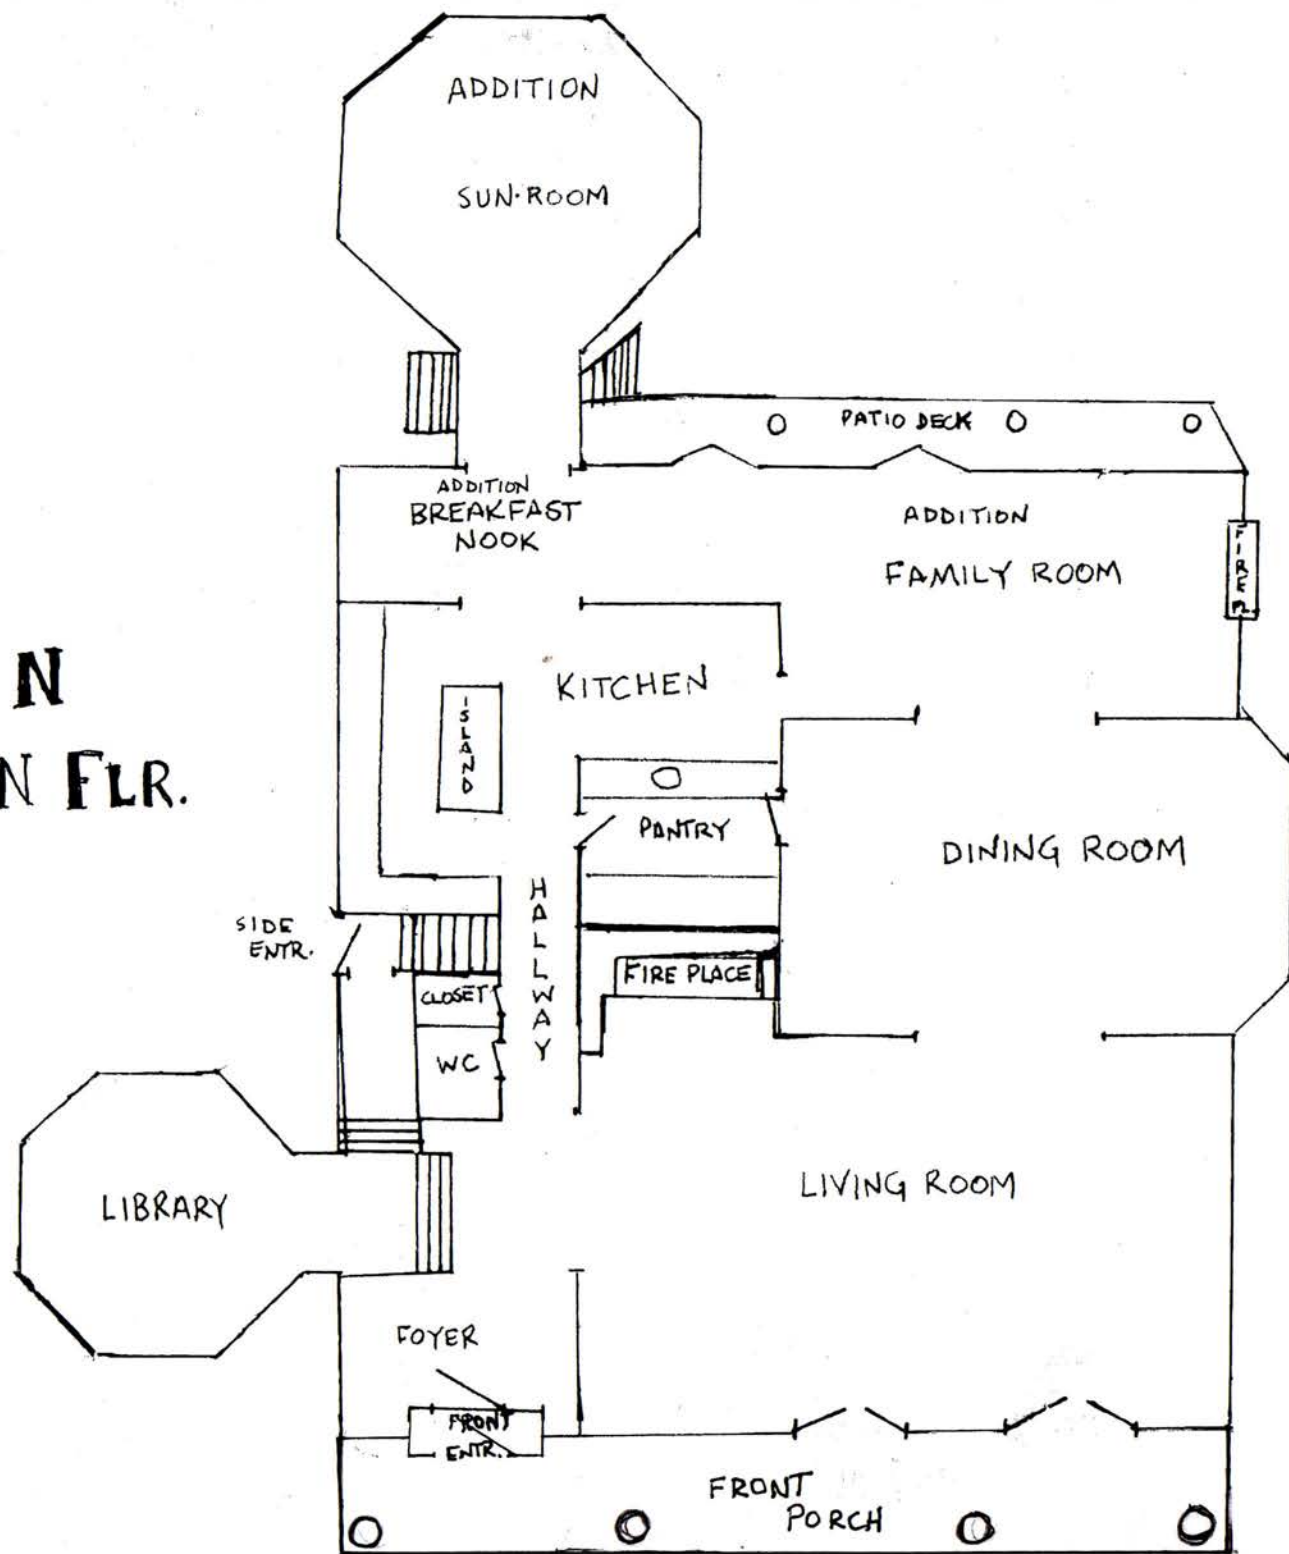 ADDITION
SUN·ROOM
PATIO DECK
ADDITION
BREAKFAST
NOOK
ADDITION
FAMILY ROOM
FIRE PL.
N
N FLR.
KITCHEN
ISLAND
PANTRY
DINING ROOM
HALLWAY
SIDE
ENTR.
FIRE PLACE
CLOSET
WC
LIVING ROOM
LIBRARY
FOYER
FRONT
ENTR.
FRONT
PORCH